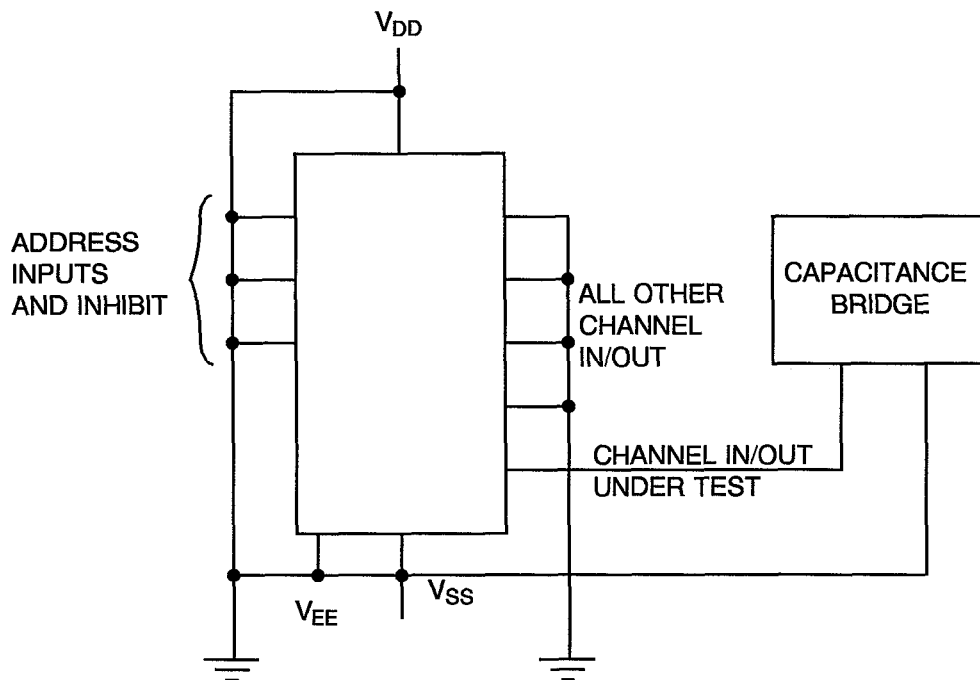 VDD
ADDRESS
INPUTS
AND INHIBIT
ALL OTHER
CHANNEL
IN/OUT
CAPACITANCE
BRIDGE
CHANNEL IN/OUT
UNDER TEST
VEE
VSS